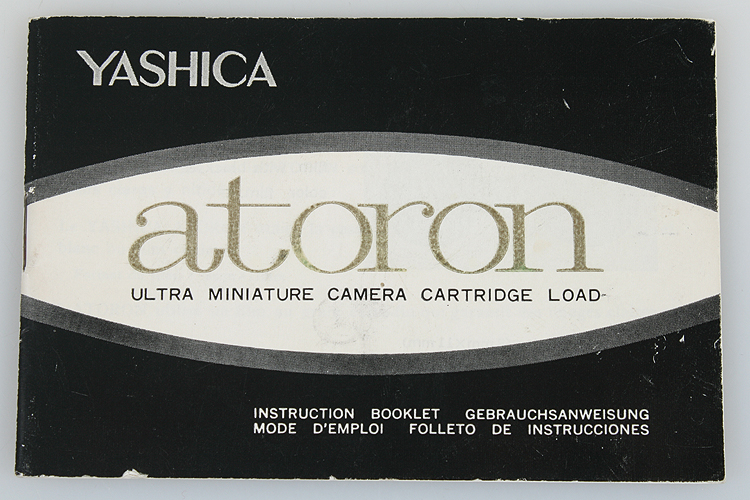 YASHICA
atoron
ULTRA MINIATURE CAMERA CARTRIDGE LOAD
INSTRUCTION BOOKLET GEBRAUCHSANWEISUNG
MODE D'EMPLOI FOLLETO DE INSTRUCCIONES